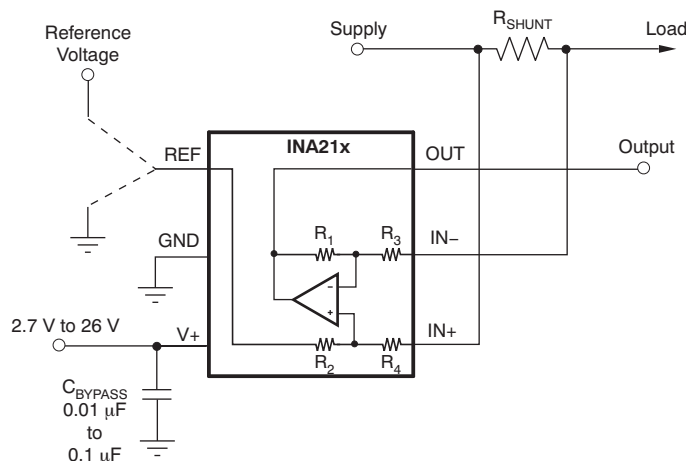 R_SHUNT
Supply
Load
Reference
Voltage
INA21x
REF
OUT
Output
GND
R_1
R_3
IN−
−
+
2.7 V to 26 V
V+
IN+
R_2
R_4
C_BYPASS
0.01 µF
to
0.1 µF